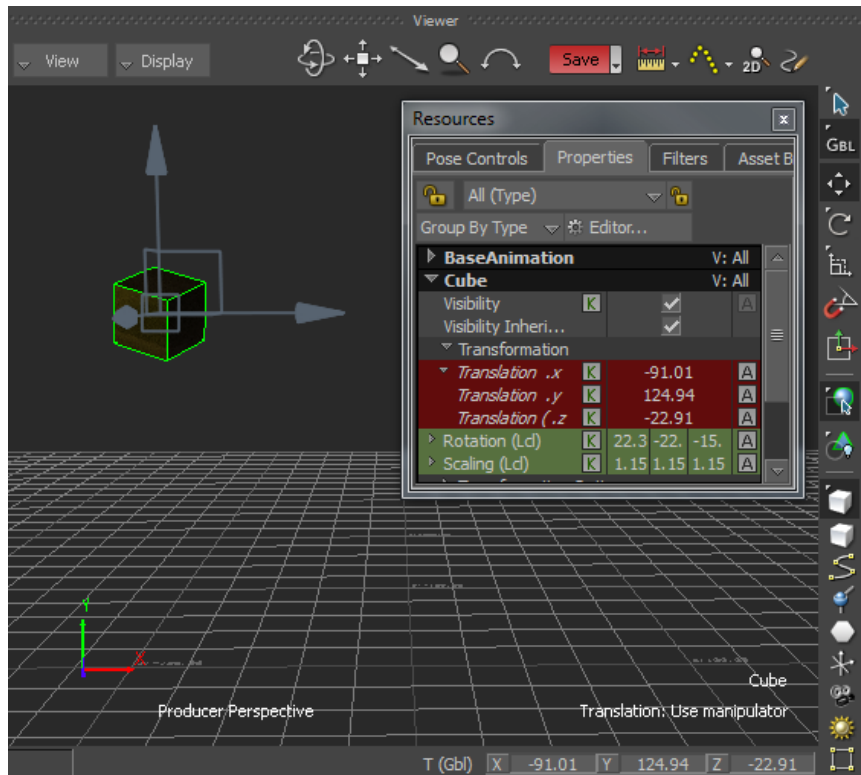 Viewer
View Display Save 2D
Resources
GBL
Pose Controls Properties Filters Asset B
All (Type)
Group By Type Editor...
BaseAnimation V: All
Cube V: All
Visibility K A
Visibility Inheri...
Transformation
Translation .x K -91.01 A
Translation .y K 124.94 A
Translation (.z K -22.91 A
Rotation (Lcl) K 22.3 -22. -15. A
Scaling (Lcl) K 1.15 1.15 1.15 A
Y
X
Cube
Producer Perspective Translation: Use manipulator
T (Gbl) X -91.01 Y 124.94 Z -22.91